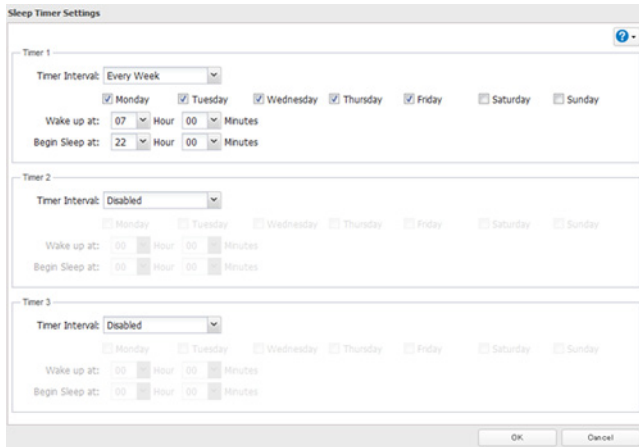 Sleep Timer Settings
?
Timer 1
Timer Interval: Every Week
Monday Tuesday Wednesday Thursday Friday Saturday Sunday
Wake up at: 07 Hour 00 Minutes
Begin Sleep at: 22 Hour 00 Minutes
Timer 2
Timer Interval: Disabled
Monday Tuesday Wednesday Thursday Friday Saturday Sunday
Wake up at: 00 Hour 00 Minutes
Begin Sleep at: 00 Hour 00 Minutes
Timer 3
Timer Interval: Disabled
Monday Tuesday Wednesday Thursday Friday Saturday Sunday
Wake up at: 00 Hour 00 Minutes
Begin Sleep at: 00 Hour 00 Minutes
OK Cancel